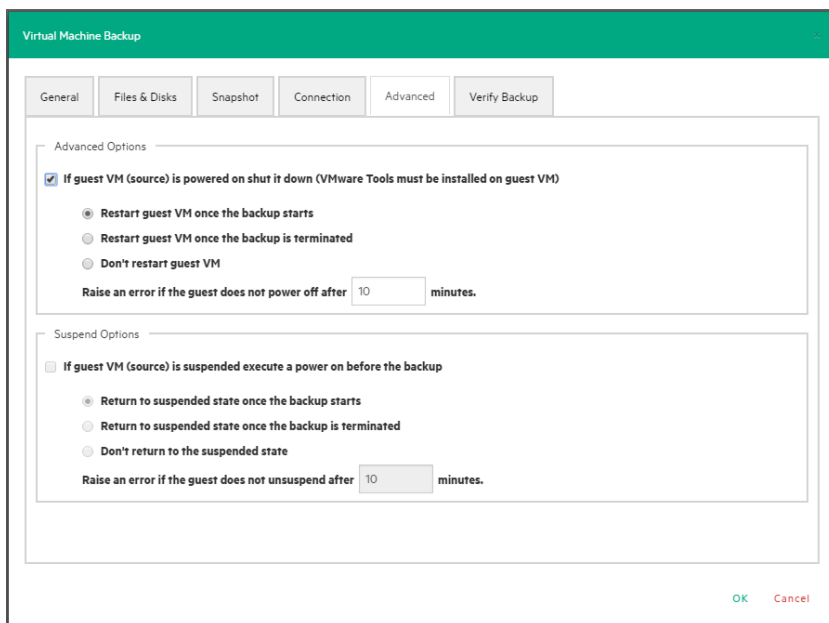 Virtual Machine Backup
General Files & Disks Snapshot Connection Advanced Verify Backup
Advanced Options
If guest VM (source) is powered on shut it down (VMware Tools must be installed on guest VM)
Restart guest VM once the backup starts
Restart guest VM once the backup is terminated
Don't restart guest VM
Raise an error if the guest does not power off after 10 minutes.
Suspend Options
If guest VM (source) is suspended execute a power on before the backup
Return to suspended state once the backup starts
Return to suspended state once the backup is terminated
Don't return to the suspended state
Raise an error if the guest does not unsuspend after 10 minutes.
OK Cancel